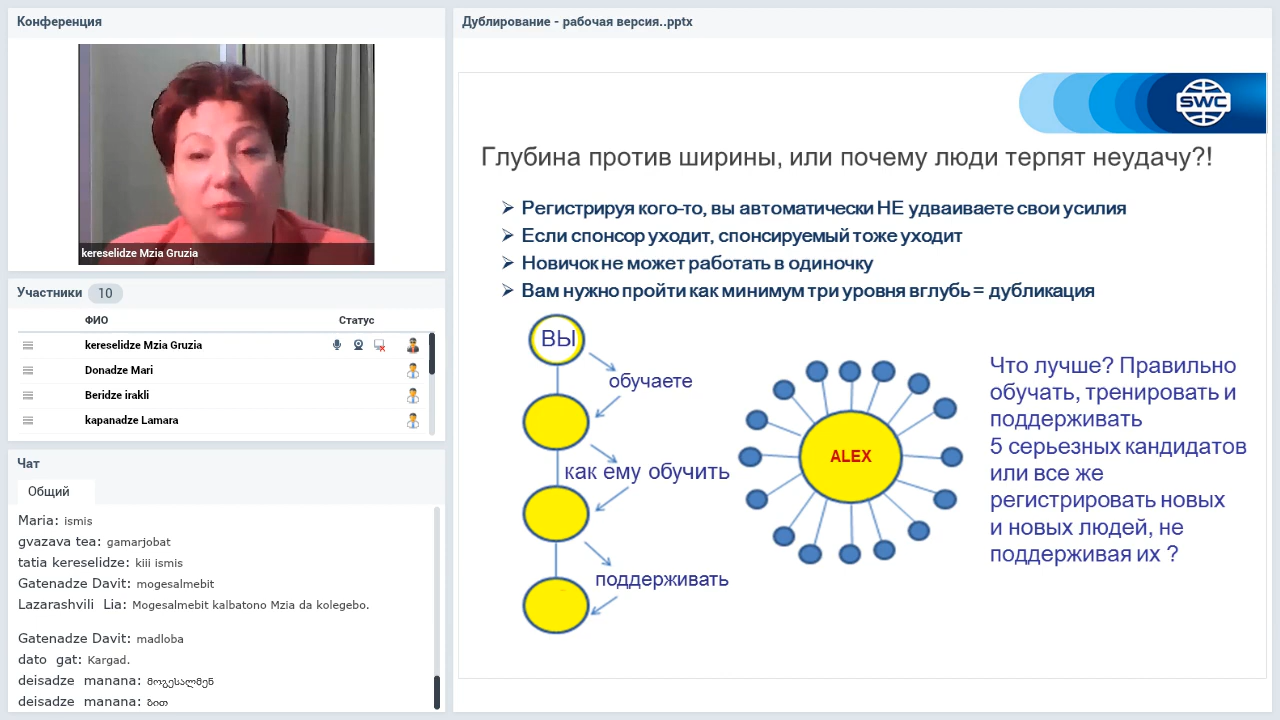 Конференция
kereselidze Mzia Gruzia
Участники 10
ФИО Статус
kereselidze Mzia Gruzia
Donadze Mari
Beridze irakli
kapanadze Lamara
Чат
Общий
Maria: ismis
gvazava tea: gamarjobat
tatia kereselidze: kiii ismis
Gatenadze Davit: mogesalmebit
Lazarashvili Lia: Mogesalmebit kalbatono Mzia da kolegebo.
Gatenadze Davit: madloba
dato gat: Kargad.
deisadze manana: მოგესალმენ
deisadze manana: ბით
Дублирование - рабочая версия..pptx
SWC
Глубина против ширины, или почему люди терпят неудачу?!
Регистрируя кого-то, вы автоматически НЕ удваиваете свои усилия
Если спонсор уходит, спонсируемый тоже уходит
Новичок не может работать в одиночку
Вам нужно пройти как минимум три уровня вглубь = дубликация
ВЫ
обучаете
как ему обучить
поддерживать
ALEX
Что лучше? Правильно
обучать, тренировать и
поддерживать
5 серьезных кандидатов
или все же
регистрировать новых
и новых людей, не
поддерживая их ?